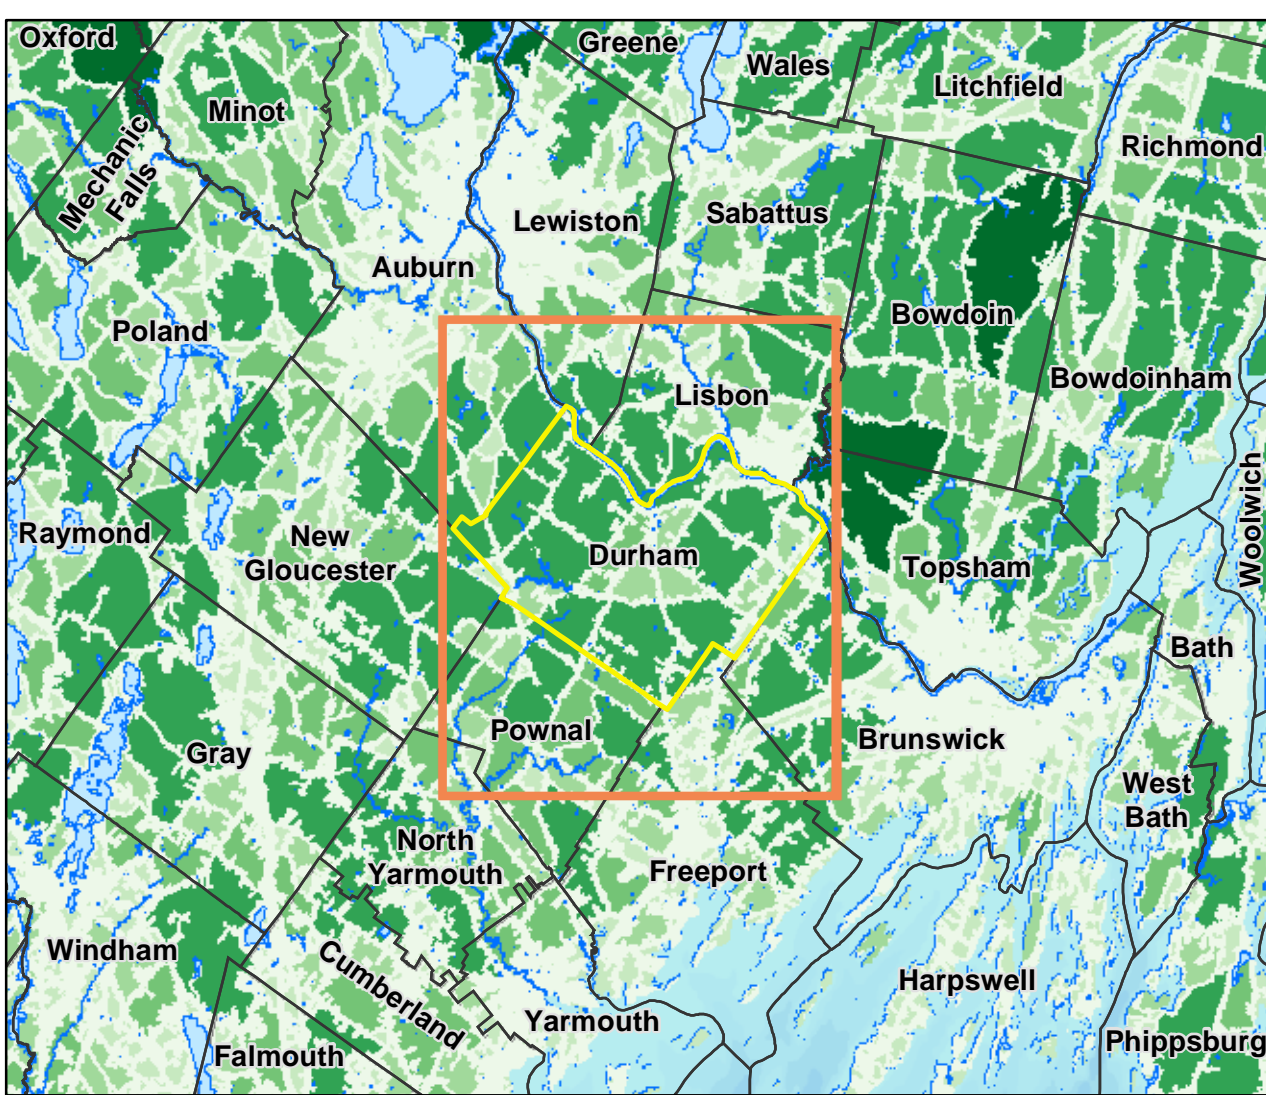 Oxford
Greene
Wales
Litchfield
Minot
Richmond
Mechanic
Falls
Lewiston
Sabattus
Auburn
Bowdoin
Poland
Bowdoinham
Lisbon
Woolwich
Raymond
New
Gloucester
Durham
Topsham
Bath
Pownal
Brunswick
Gray
West
Bath
North
Yarmouth
Freeport
Windham
Cumberland
Harpswell
Yarmouth
Falmouth
Phippsburg